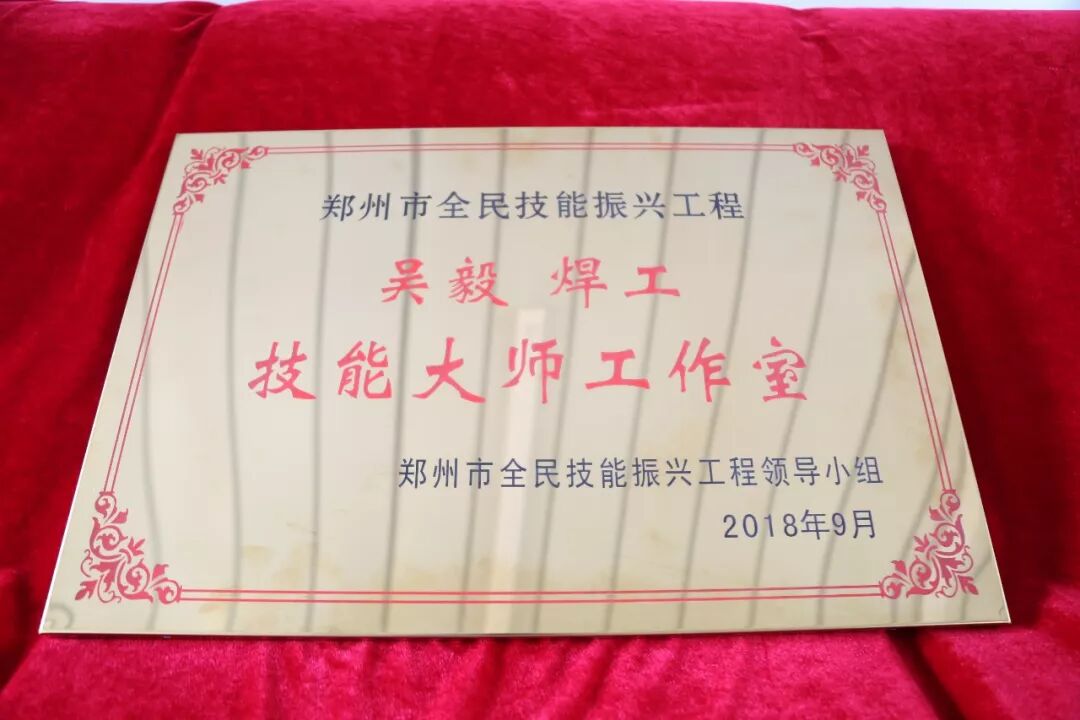 郑州市全民技能振兴工程
吴毅 焊工
技能大师工作室
郑州市全民技能振兴工程领导小组
2018年9月